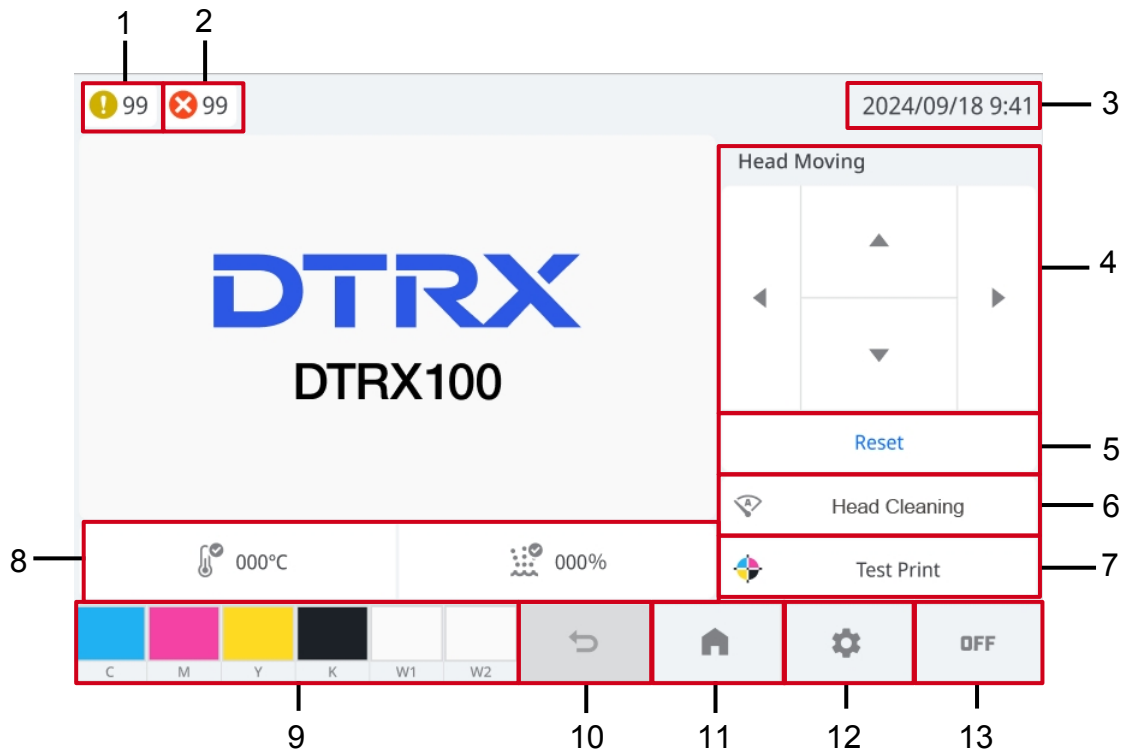 1 2
! 99 99 2024/09/18 9:41 3
Head Moving
4
DTRX
DTRX100
Reset 5
A Head Cleaning 6
8 000°C 000% Test Print 7
OFF
C M Y K W1 W2
9 10 11 12 13